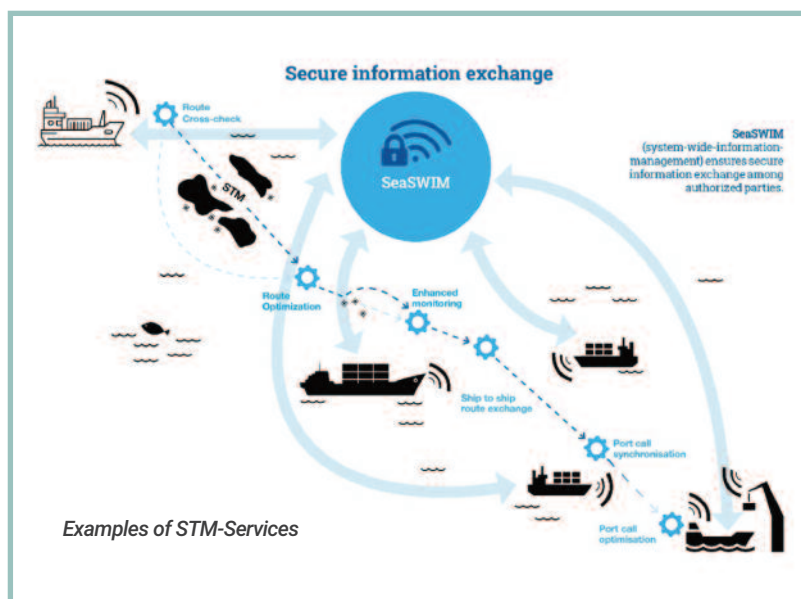 Secure information exchange
Route
Cross-check
SeaSWIM
SeaSWIM
(system-wide-information-
management) ensures secure
information exchange among
authorized parties.
STM
Route
Optimization
Enhanced
monitoring
Ship to ship
route exchange
Port call
synchronisation
Port call
optimisation
Examples of STM-Services